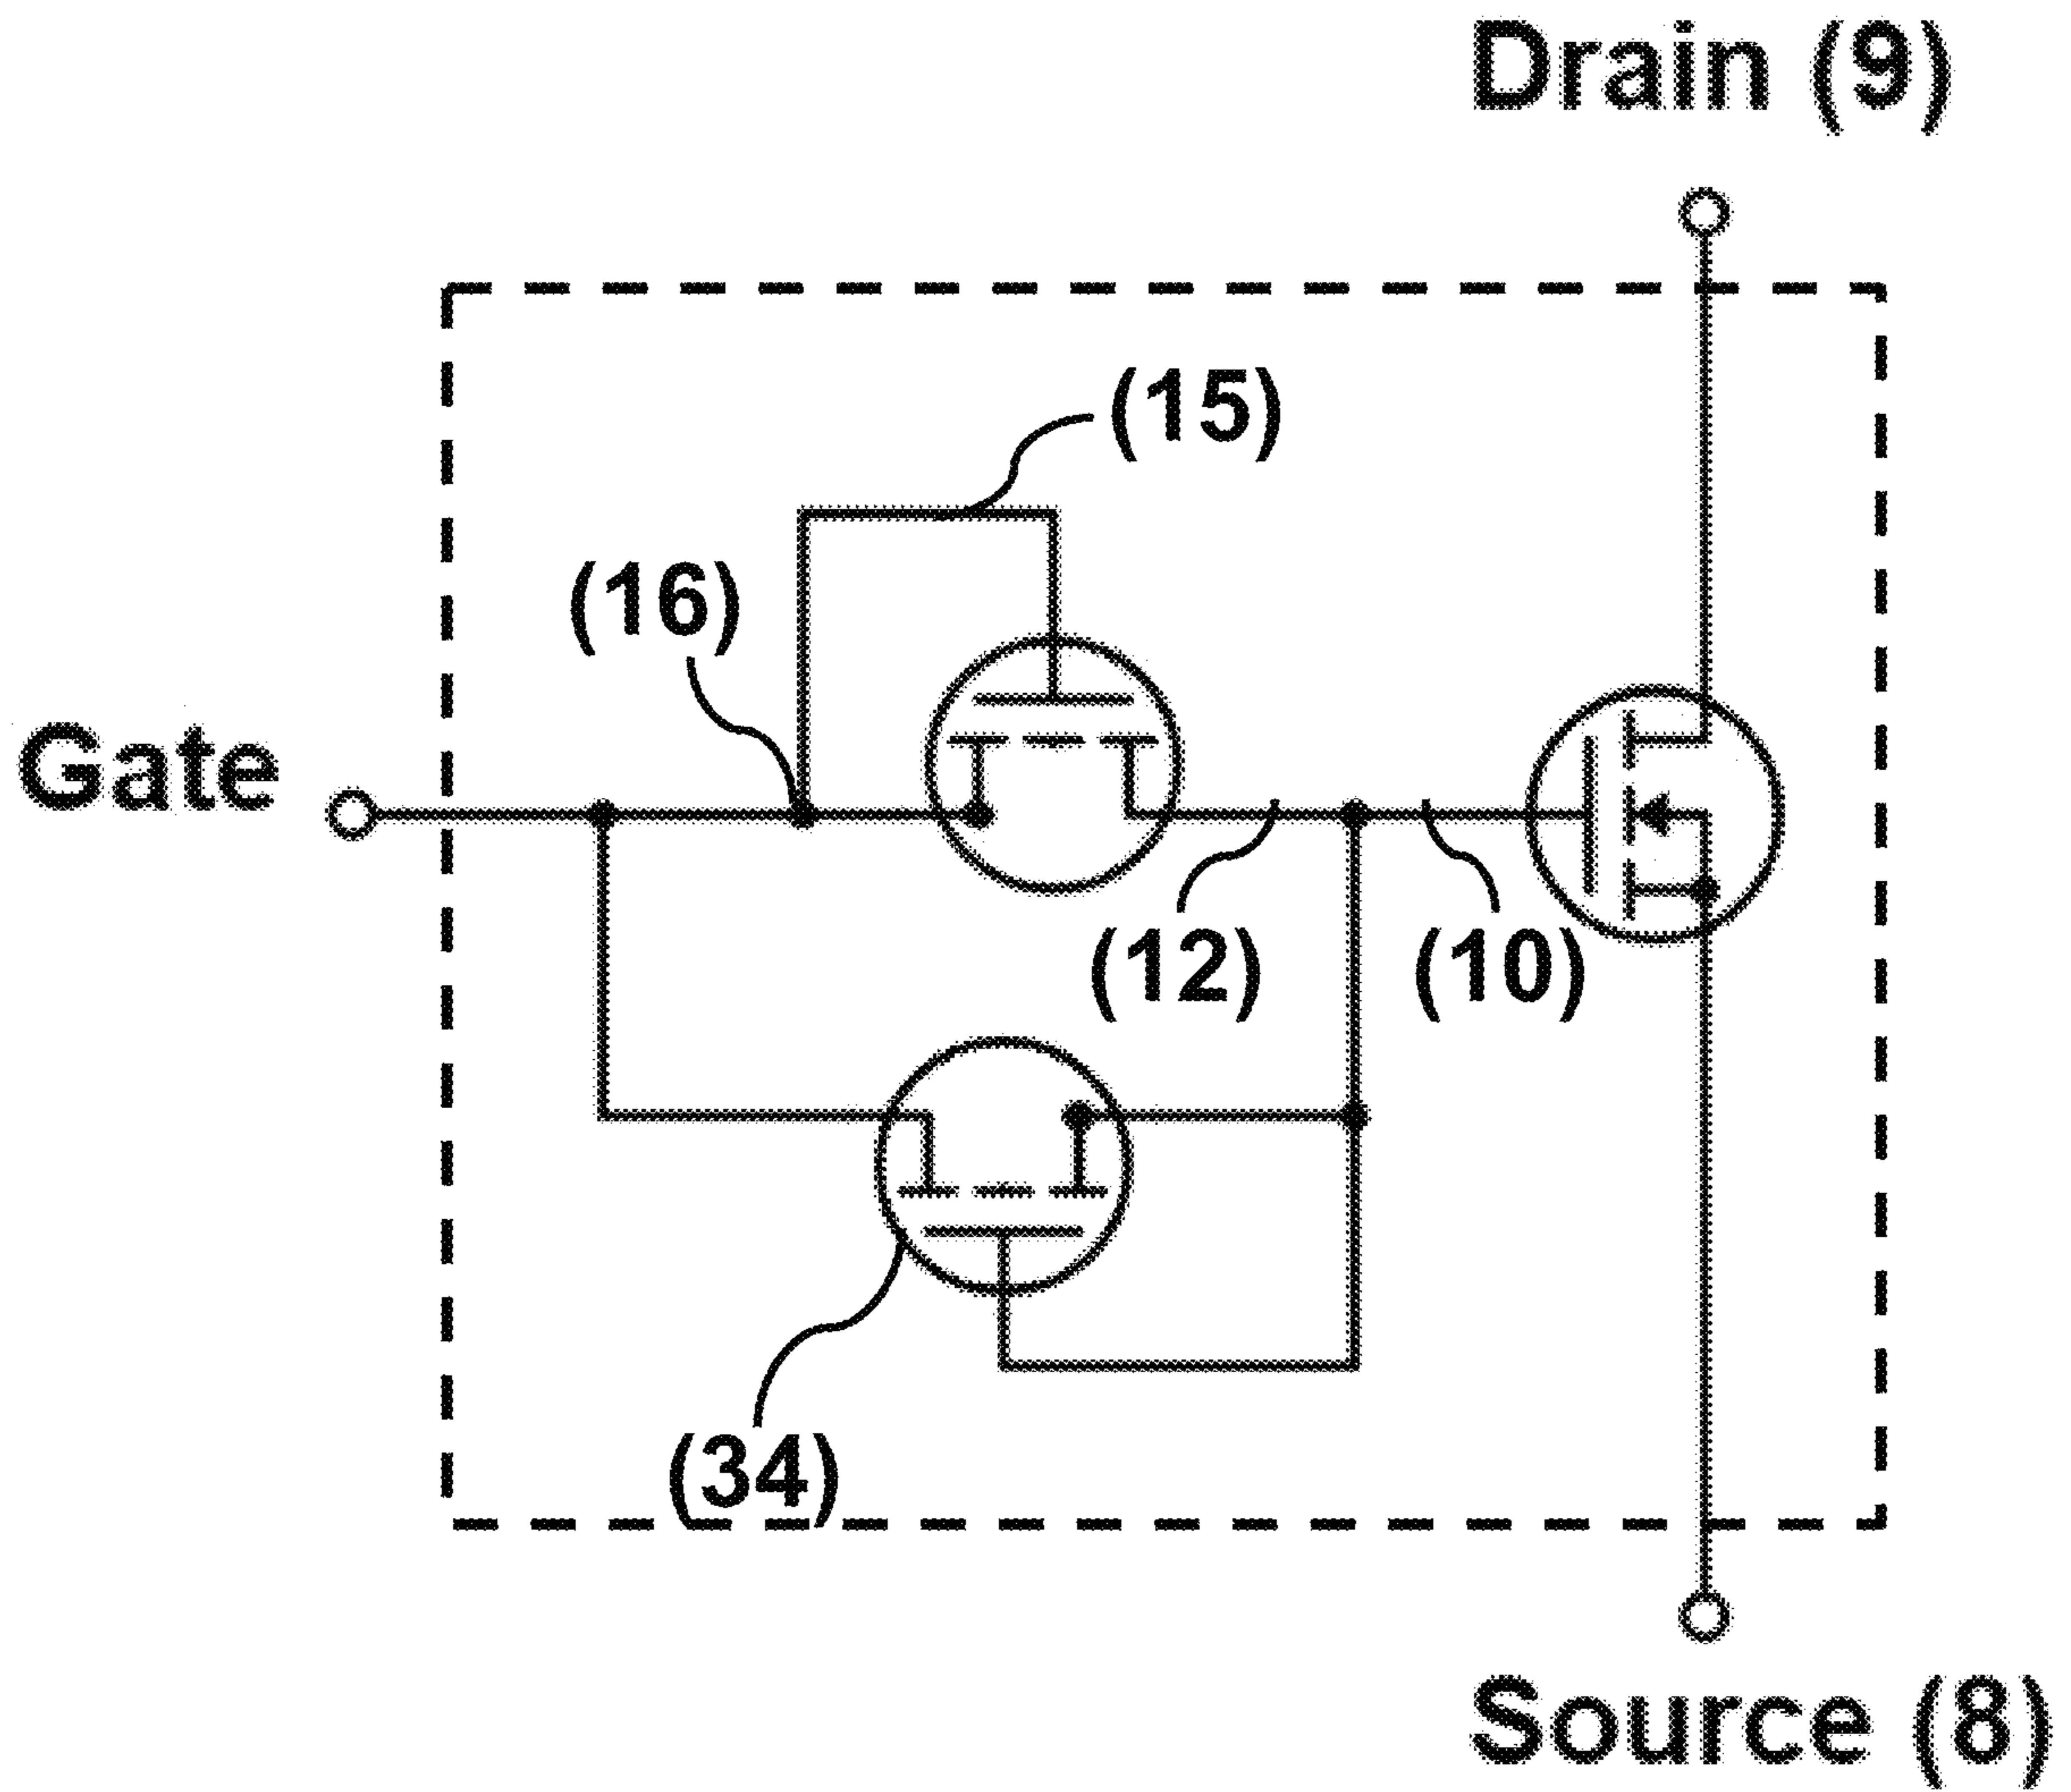 Drain (9)
(15)
(16)
Gate
(12)
(10)
(34)
Source (8)